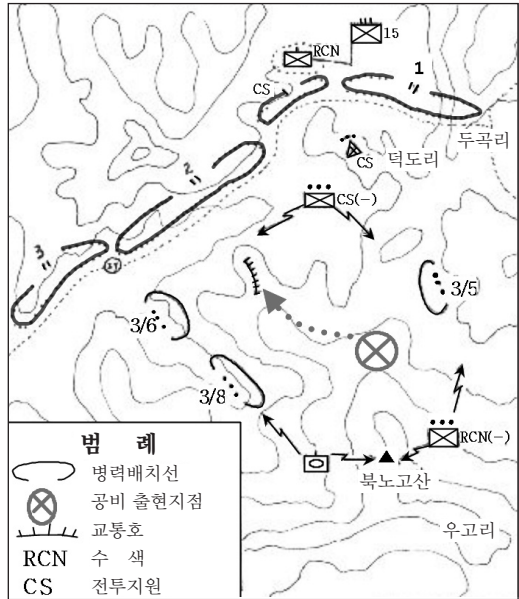 15
RCN
1
CS
두곡리
덕도리
CS
2
CS(-)
3
3/5
3/6
3/8
RCN(-)
북노고산
우고리
범 례
병력배치선
공비 출현지점
교통호
RCN 수 색
CS 전투지원